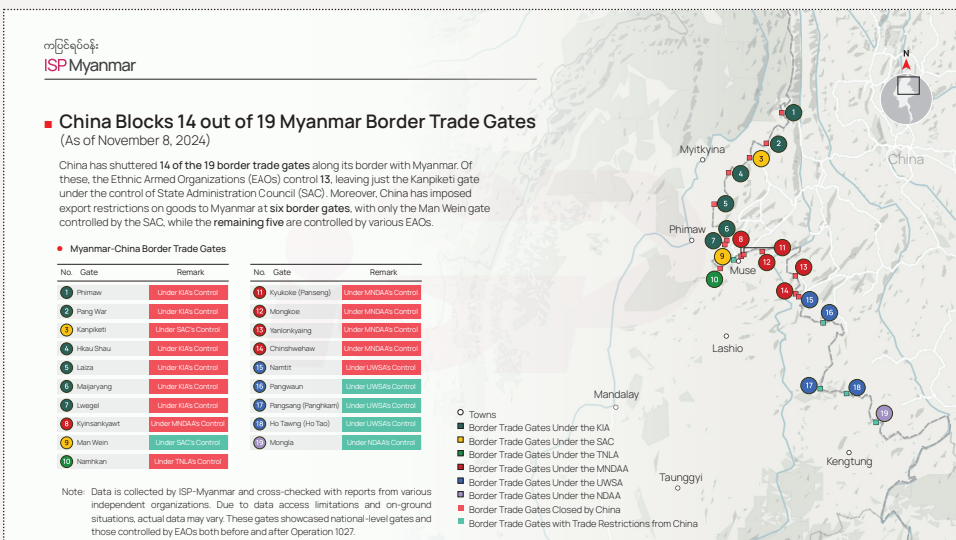 ကပြင်ရပ်ဝန်း
ISP Myanmar
China Blocks 14 out of 19 Myanmar Border Trade Gates
(As of November 8, 2024)
China has shuttered 14 of the 19 border trade gates along its border with Myanmar. Of
these, the Ethnic Armed Organizations (EAOs) control 13, leaving just the Kanpiketi gate
under the control of State Administration Council (SAC). Moreover, China has imposed
export restrictions on goods to Myanmar at six border gates, with only the Man Wein gate
controlled by the SAC, while the remaining five are controlled by various EAOs.
Myanmar-China Border Trade Gates
No. Gate Remark
1 Phimaw Under KIA's Control
2 Pang War Under KIA's Control
3 Kanpiketi Under SAC's Control
4 Hkau Shau Under KIA's Control
5 Laiza Under KIA's Control
6 Maijaryang Under KIA's Control
7 Lwegel Under KIA's Control
8 Kyinsankyawt Under MNDAA's Control
9 Man Wein Under SAC's Control
10 Namhkan Under TNLA's Control
No. Gate Remark
11 Kyukoke (Panseng) Under MNDAA's Control
12 Mongkoe Under MNDAA's Control
13 Yanlonkyaing Under MNDAA's Control
14 Chinshwehaw Under MNDAA's Control
15 Namtit Under UWSA's Control
16 Pangwaun Under UWSA's Control
17 Pangsang (Panghkam) Under UWSA's Control
18 Ho Tawng (Ho Tao) Under UWSA's Control
19 Mongla Under NDAA's Control
Note: Data is collected by ISP-Myanmar and cross-checked with reports from various
independent organizations. Due to data access limitations and on-ground
situations, actual data may vary. These gates showcased national-level gates and
those controlled by EAOs both before and after Operation 1027.
N
China
1
2
Myitkyina
3
4
5
Phimaw
6
7
8
9
10
Muse
11
12
13
14
15
16
Lashio
17
18
19
Mandalay
Kengtung
Taunggyi
Towns
Border Trade Gates Under the KIA
Border Trade Gates Under the SAC
Border Trade Gates Under the TNLA
Border Trade Gates Under the MNDAA
Border Trade Gates Under the UWSA
Border Trade Gates Under the NDAA
Border Trade Gates Closed by China
Border Trade Gates with Trade Restrictions from China